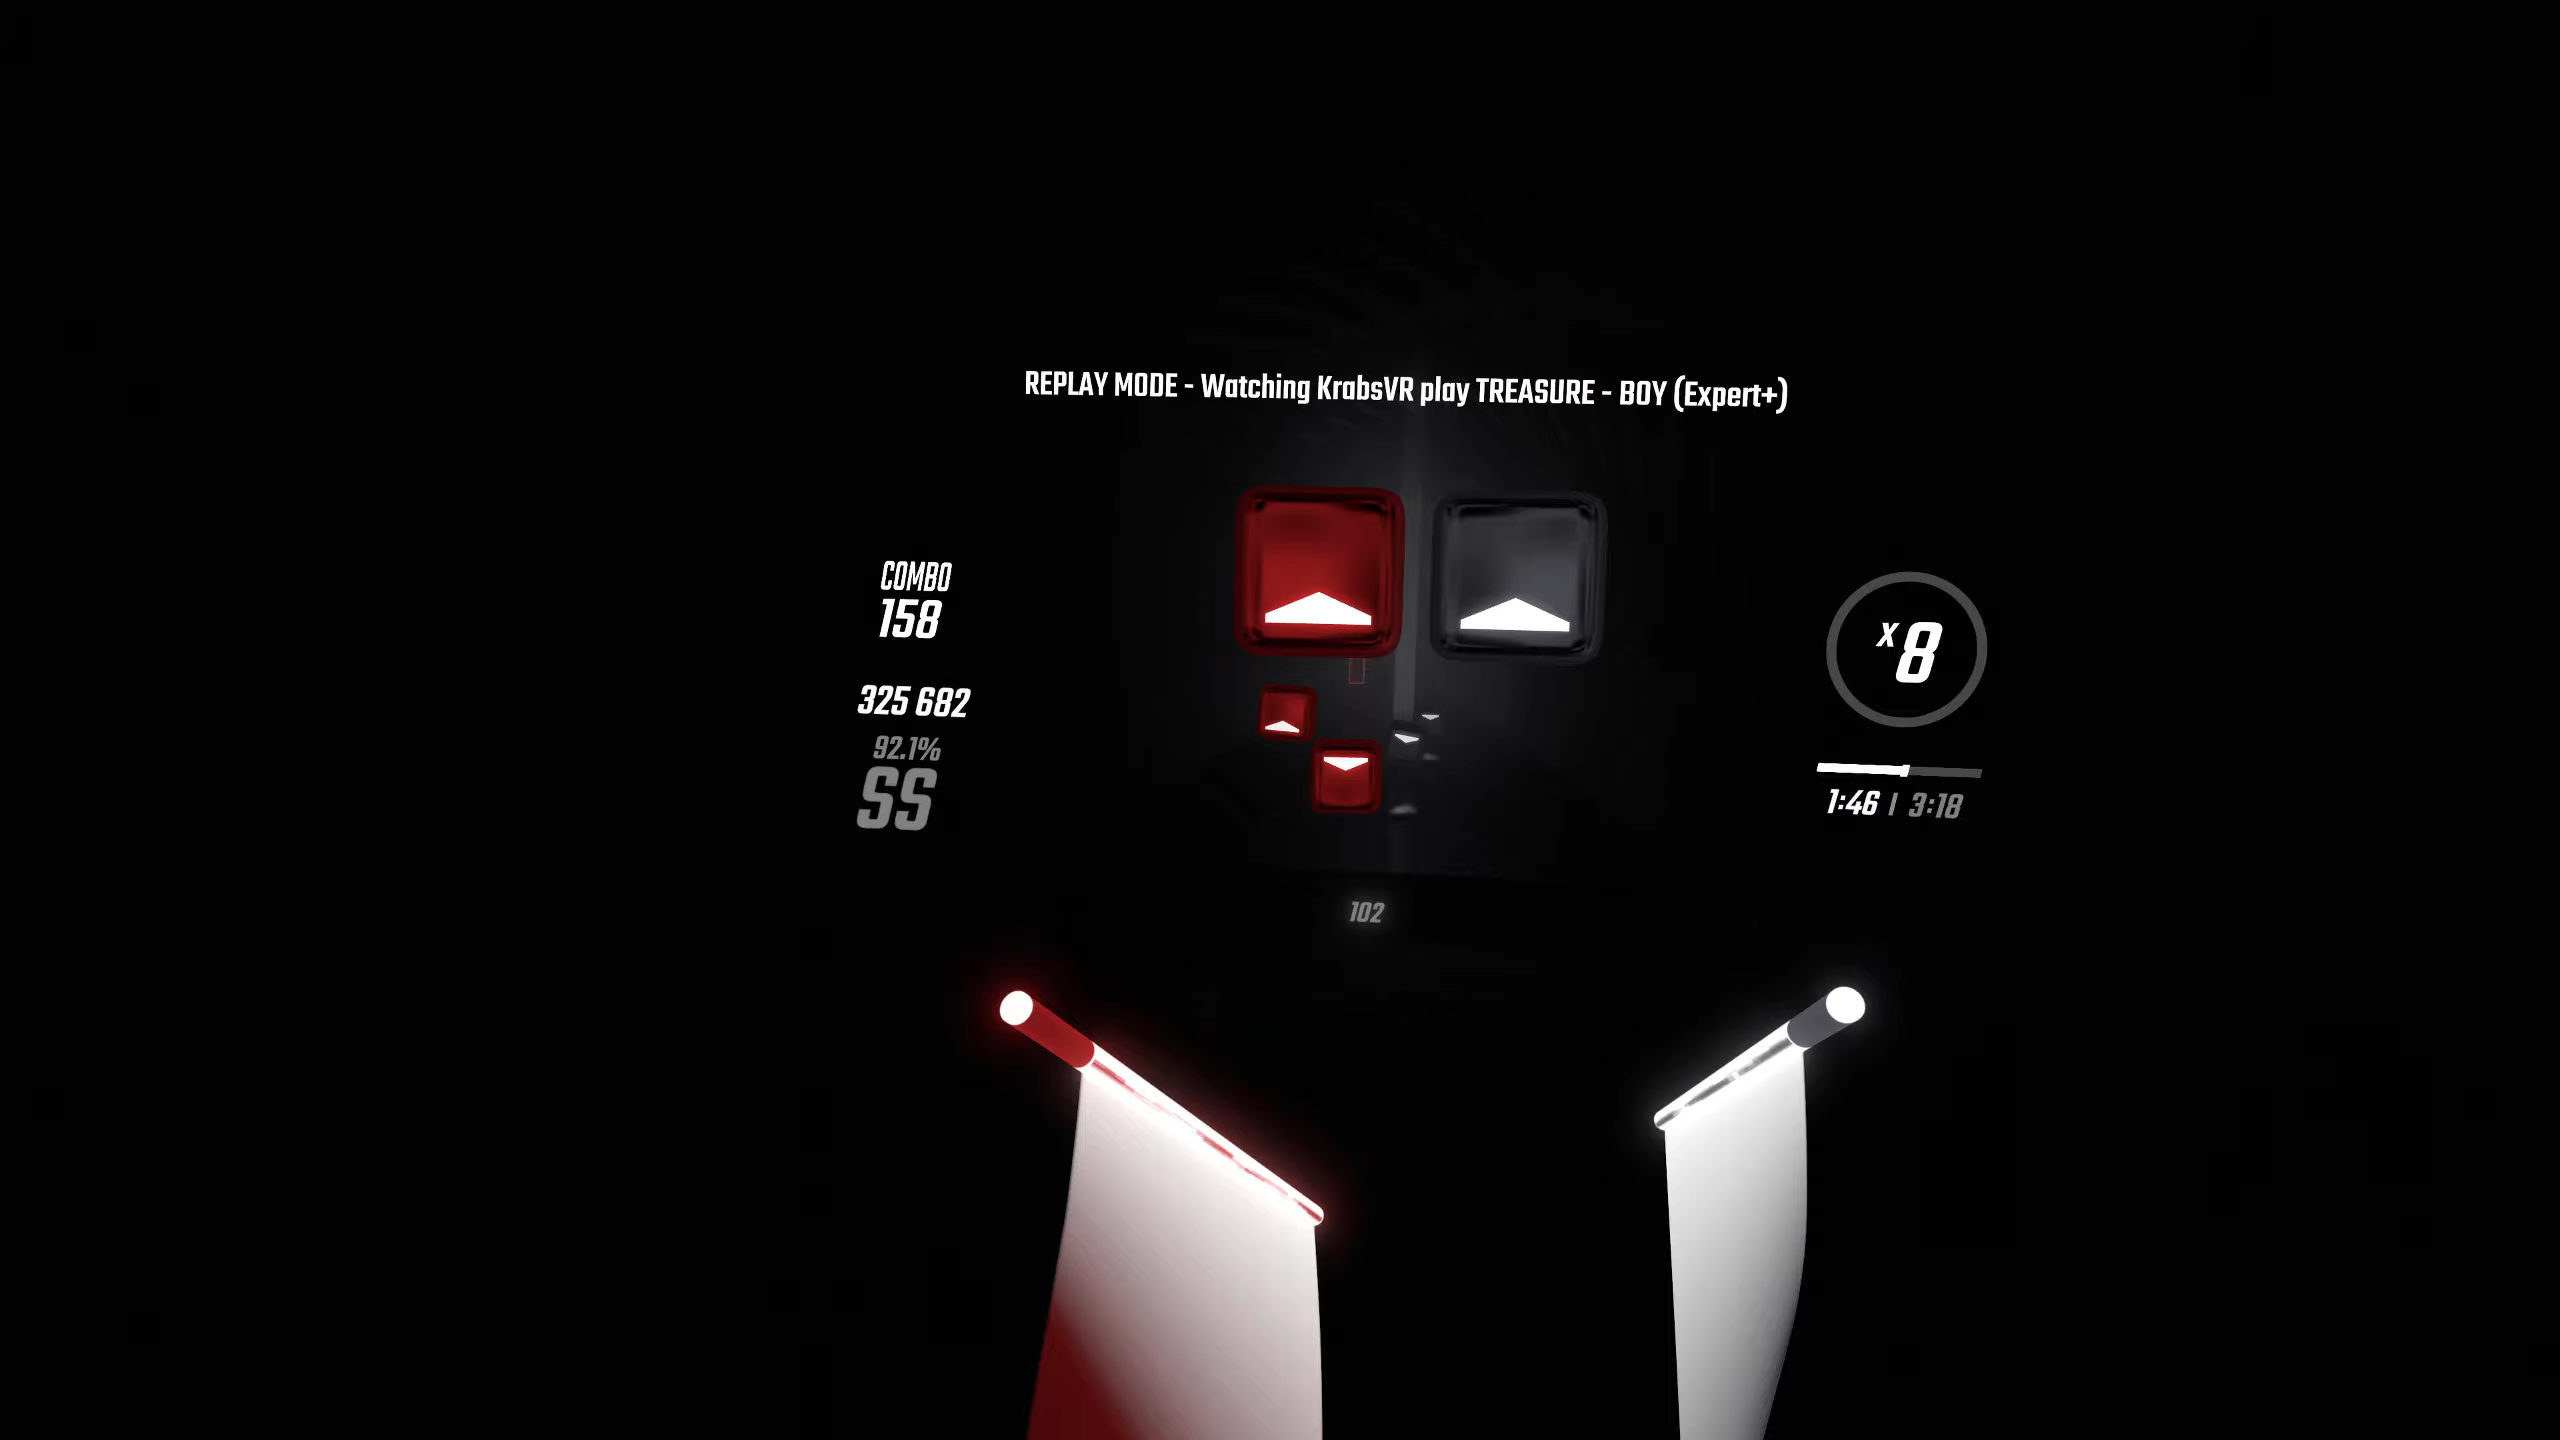 REPLAY MODE - Watching KrabsVR play TREASURE - BOY (Expert+)
COMBO
158
325 682
92.1%
SS
x8
1:46 | 3:18
102